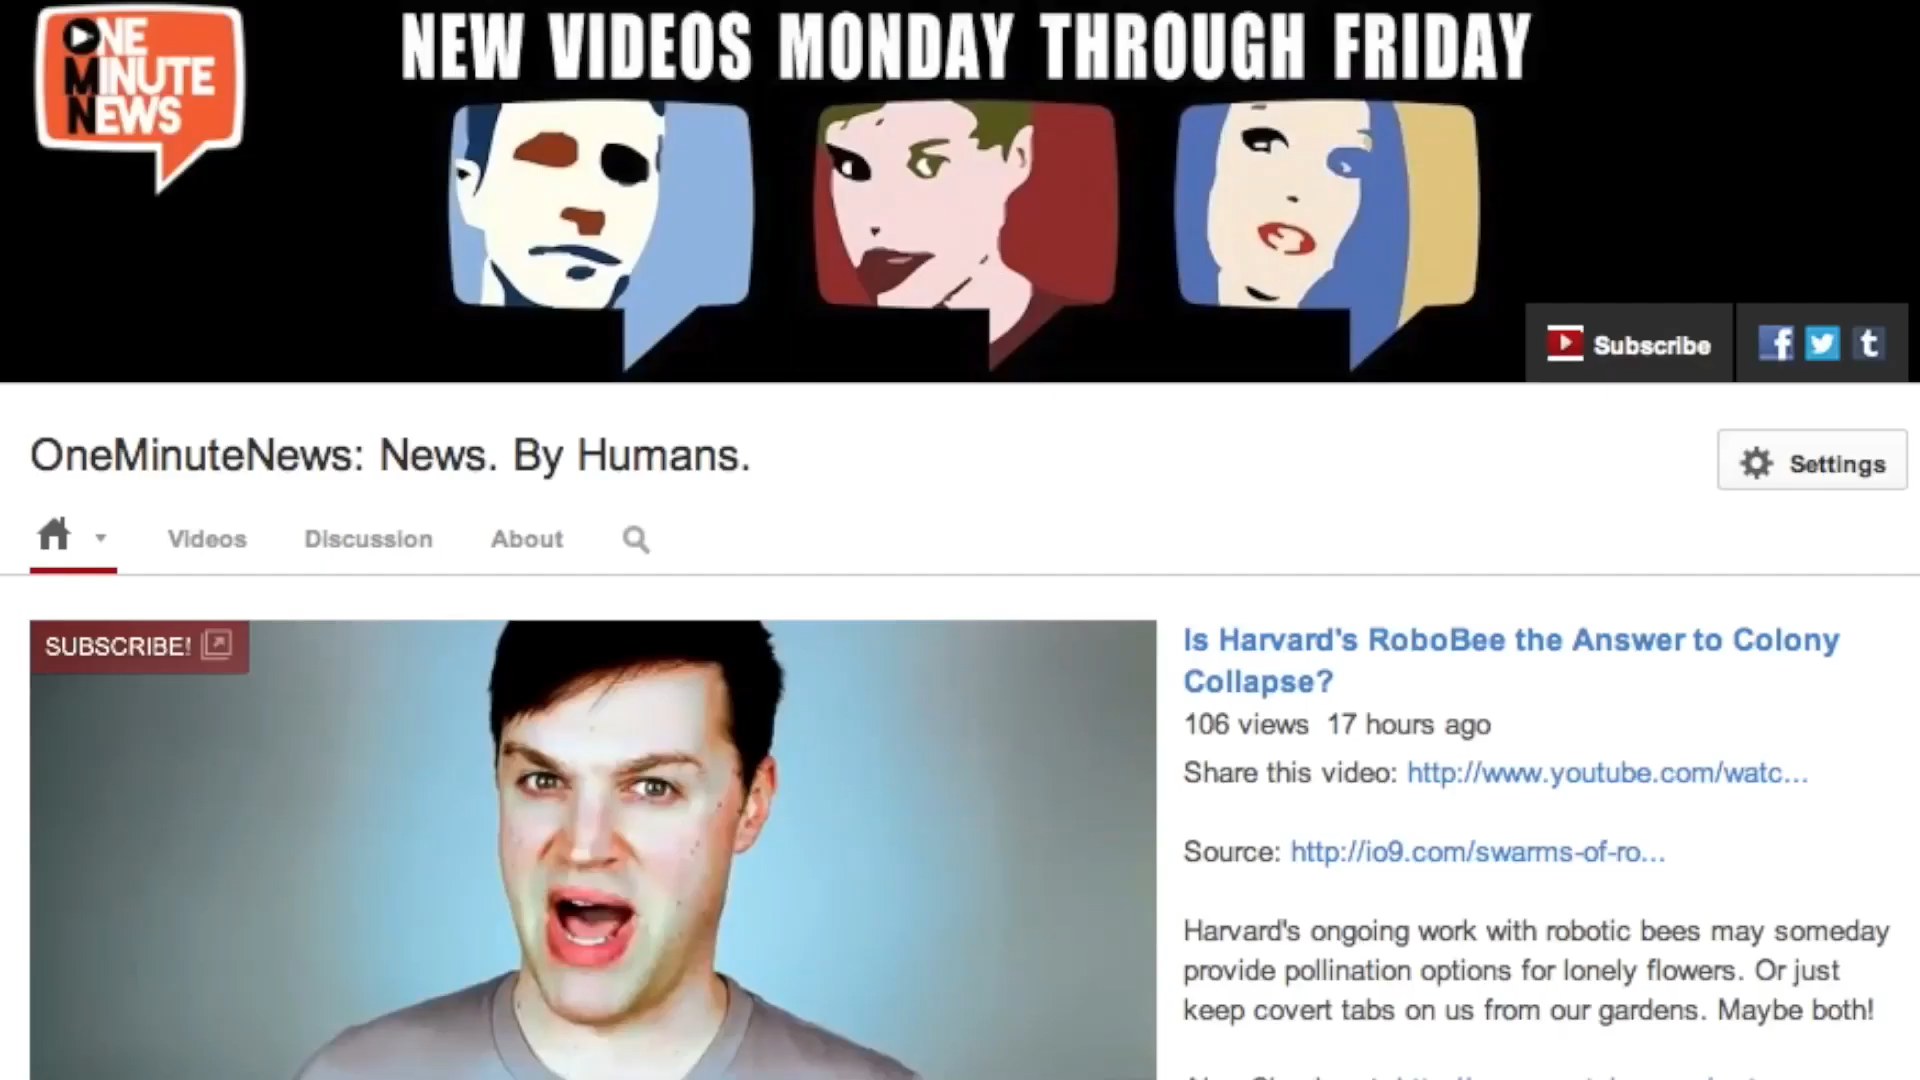 ONE
MINUTE
NEWS
NEW VIDEOS MONDAY THROUGH FRIDAY
Subscribe
f
t
OneMinuteNews: News. By Humans.
Settings
Videos
Discussion
About
SUBSCRIBE!
Is Harvard's RoboBee the Answer to Colony
Collapse?
106 views 17 hours ago
Share this video: http://www.youtube.com/watc...
Source: http://io9.com/swarms-of-ro...
Harvard's ongoing work with robotic bees may someday
provide pollination options for lonely flowers. Or just
keep covert tabs on us from our gardens. Maybe both!